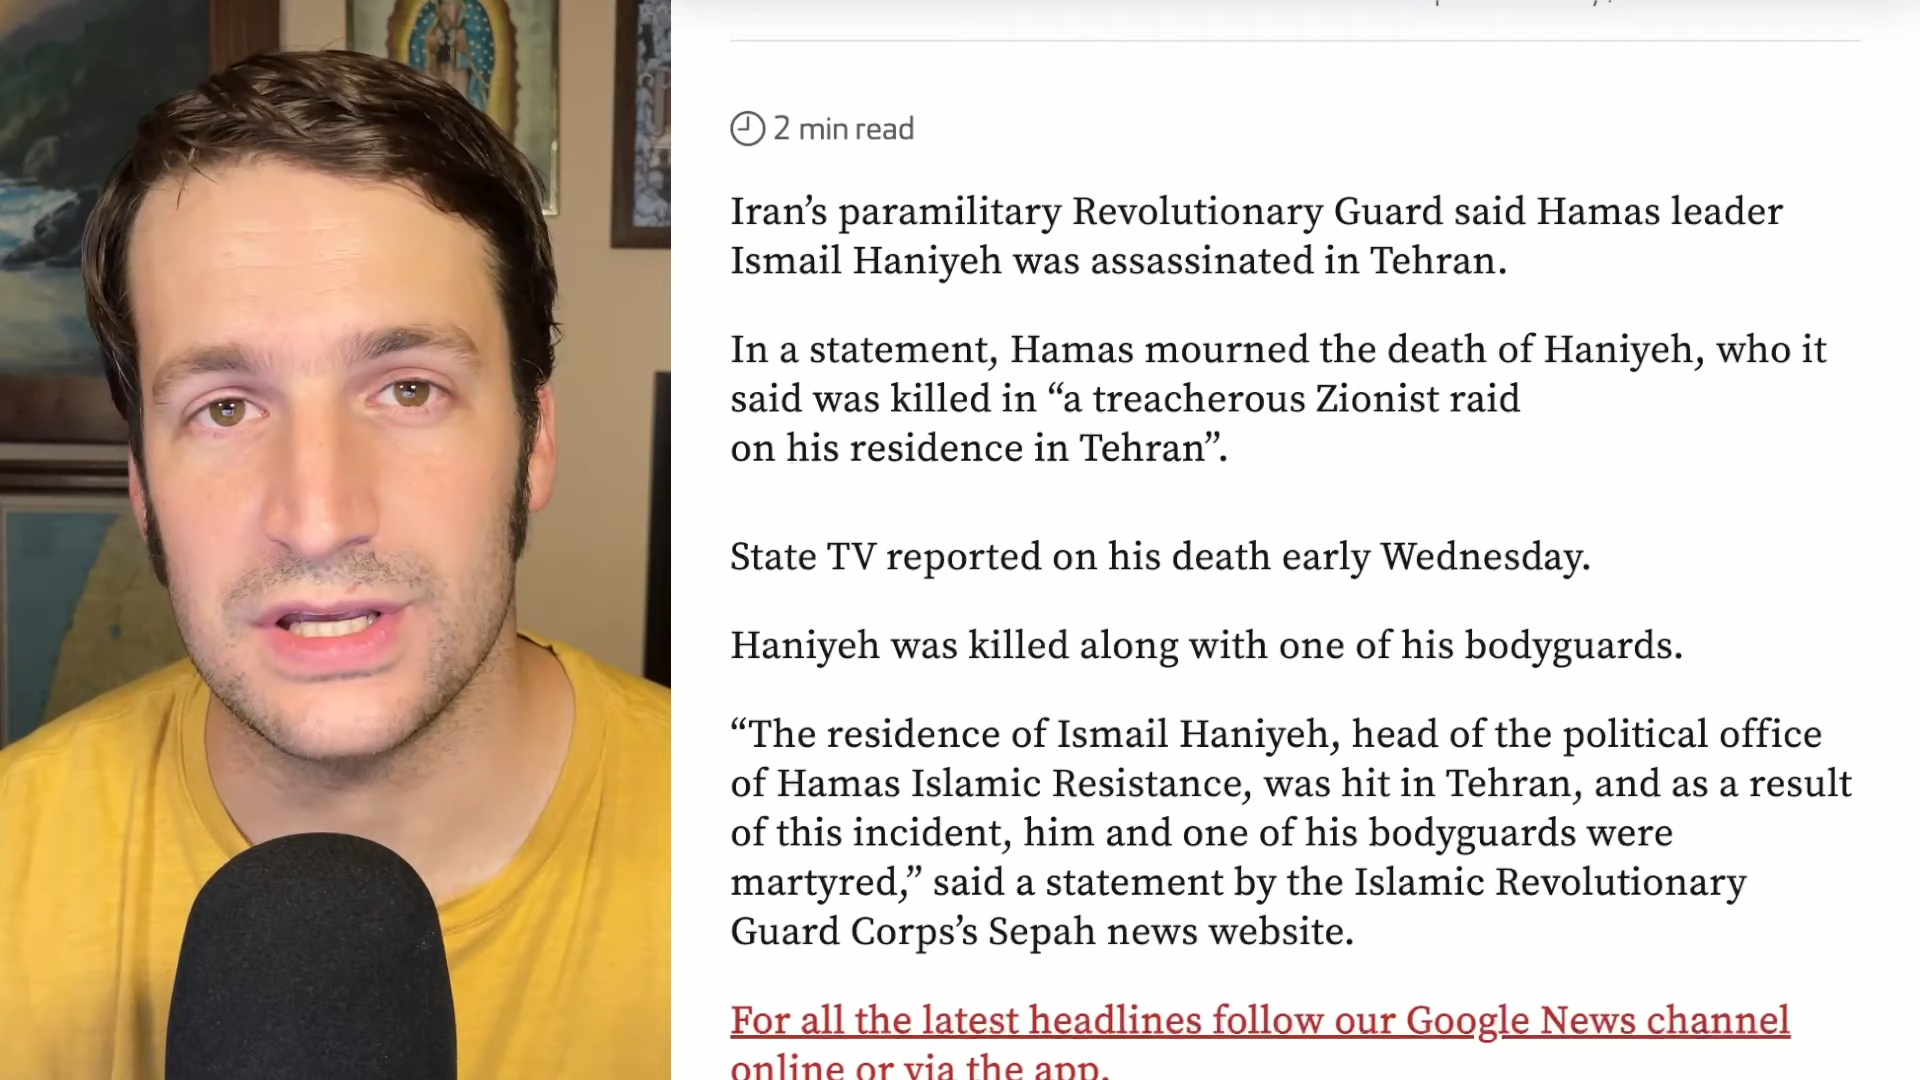 2 min read
Iran’s paramilitary Revolutionary Guard said Hamas leader
Ismail Haniyeh was assassinated in Tehran.
In a statement, Hamas mourned the death of Haniyeh, who it
said was killed in “a treacherous Zionist raid
on his residence in Tehran”.
State TV reported on his death early Wednesday.
Haniyeh was killed along with one of his bodyguards.
“The residence of Ismail Haniyeh, head of the political office
of Hamas Islamic Resistance, was hit in Tehran, and as a result
of this incident, him and one of his bodyguards were
martyred,” said a statement by the Islamic Revolutionary
Guard Corps’s Sepah news website.
For all the latest headlines follow our Google News channel
online or via the app.